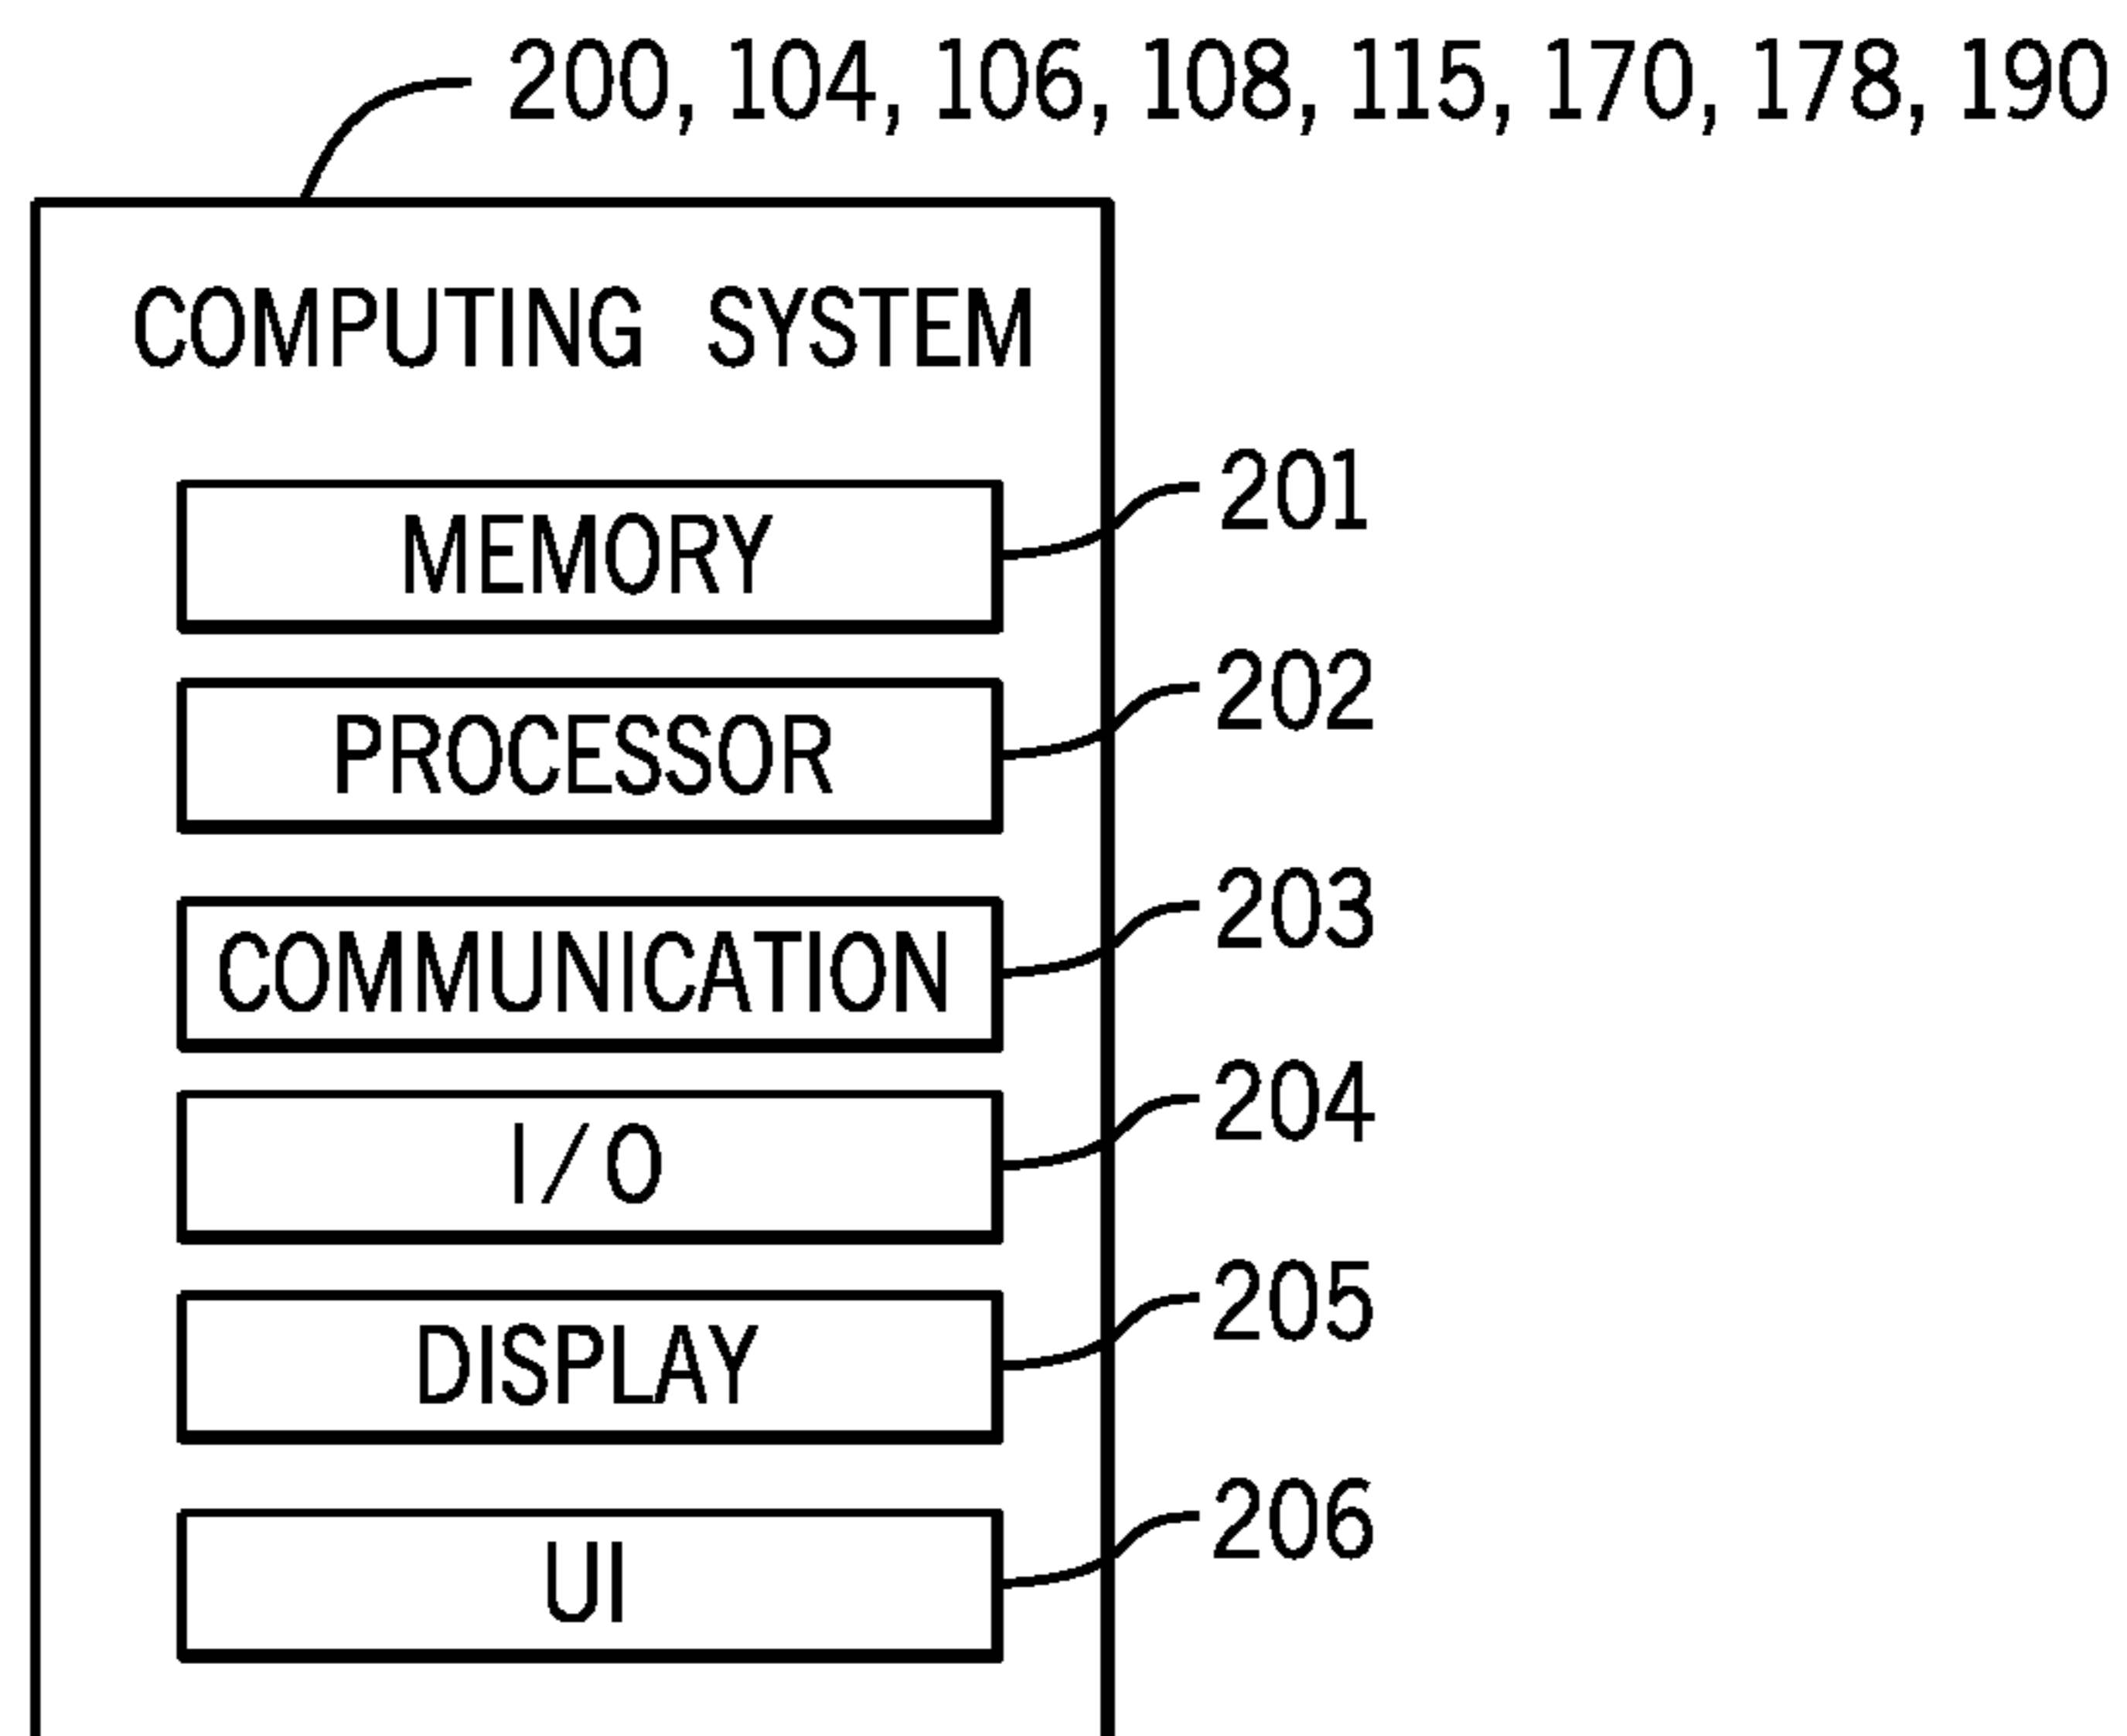 200, 104, 106, 108, 115, 170, 178, 190
COMPUTING SYSTEM
MEMORY 201
PROCESSOR 202
COMMUNICATION 203
I/O 204
DISPLAY 205
UI 206